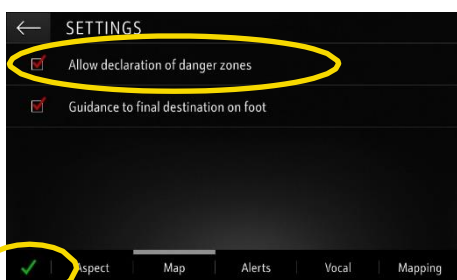 SETTINGS
Allow declaration of danger zones
Guidance to final destination on foot
Aspect Map Alerts Vocal Mapping